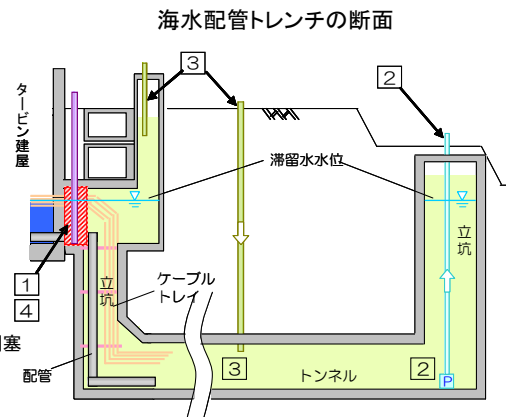 海水配管トレンチの断面
タービン建屋
3
2
滞留水水位
立坑
立坑
1
4
ケーブル
トレイ
塞
配管
3
トンネル
2
P